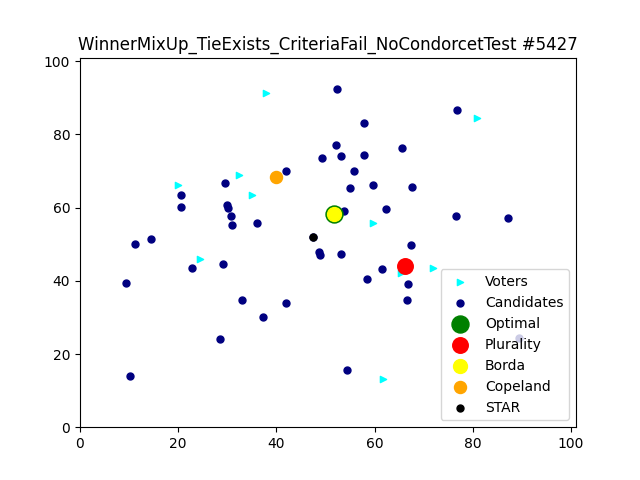 WinnerMixUp_TieExists_CriteriaFail_NoCondorcetTest #5427
100
80
60
40
20
0
0 20 40 60 80 100
Voters
Candidates
Optimal
Plurality
Borda
Copeland
STAR